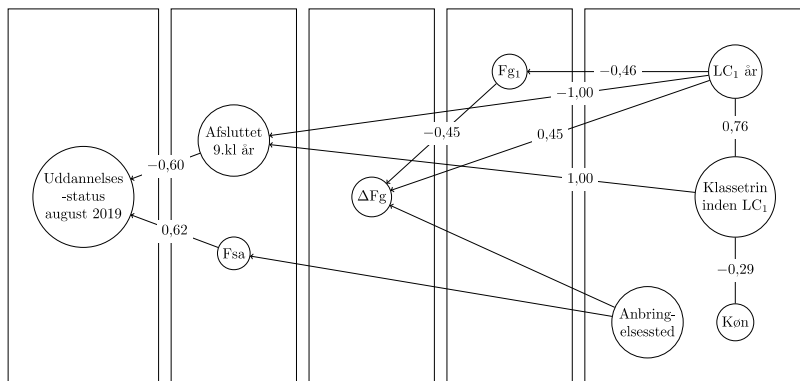 Fg₁
−0,46
LC₁ år
−1,00
Afsluttet
9.kl år
−0,45
0,45
0,76
−0,60
1,00
Uddannelses
-status
august 2019
ΔFg
Klassetrin
inden LC₁
0,62
Fsa
−0,29
Anbring-
elsessted
Køn